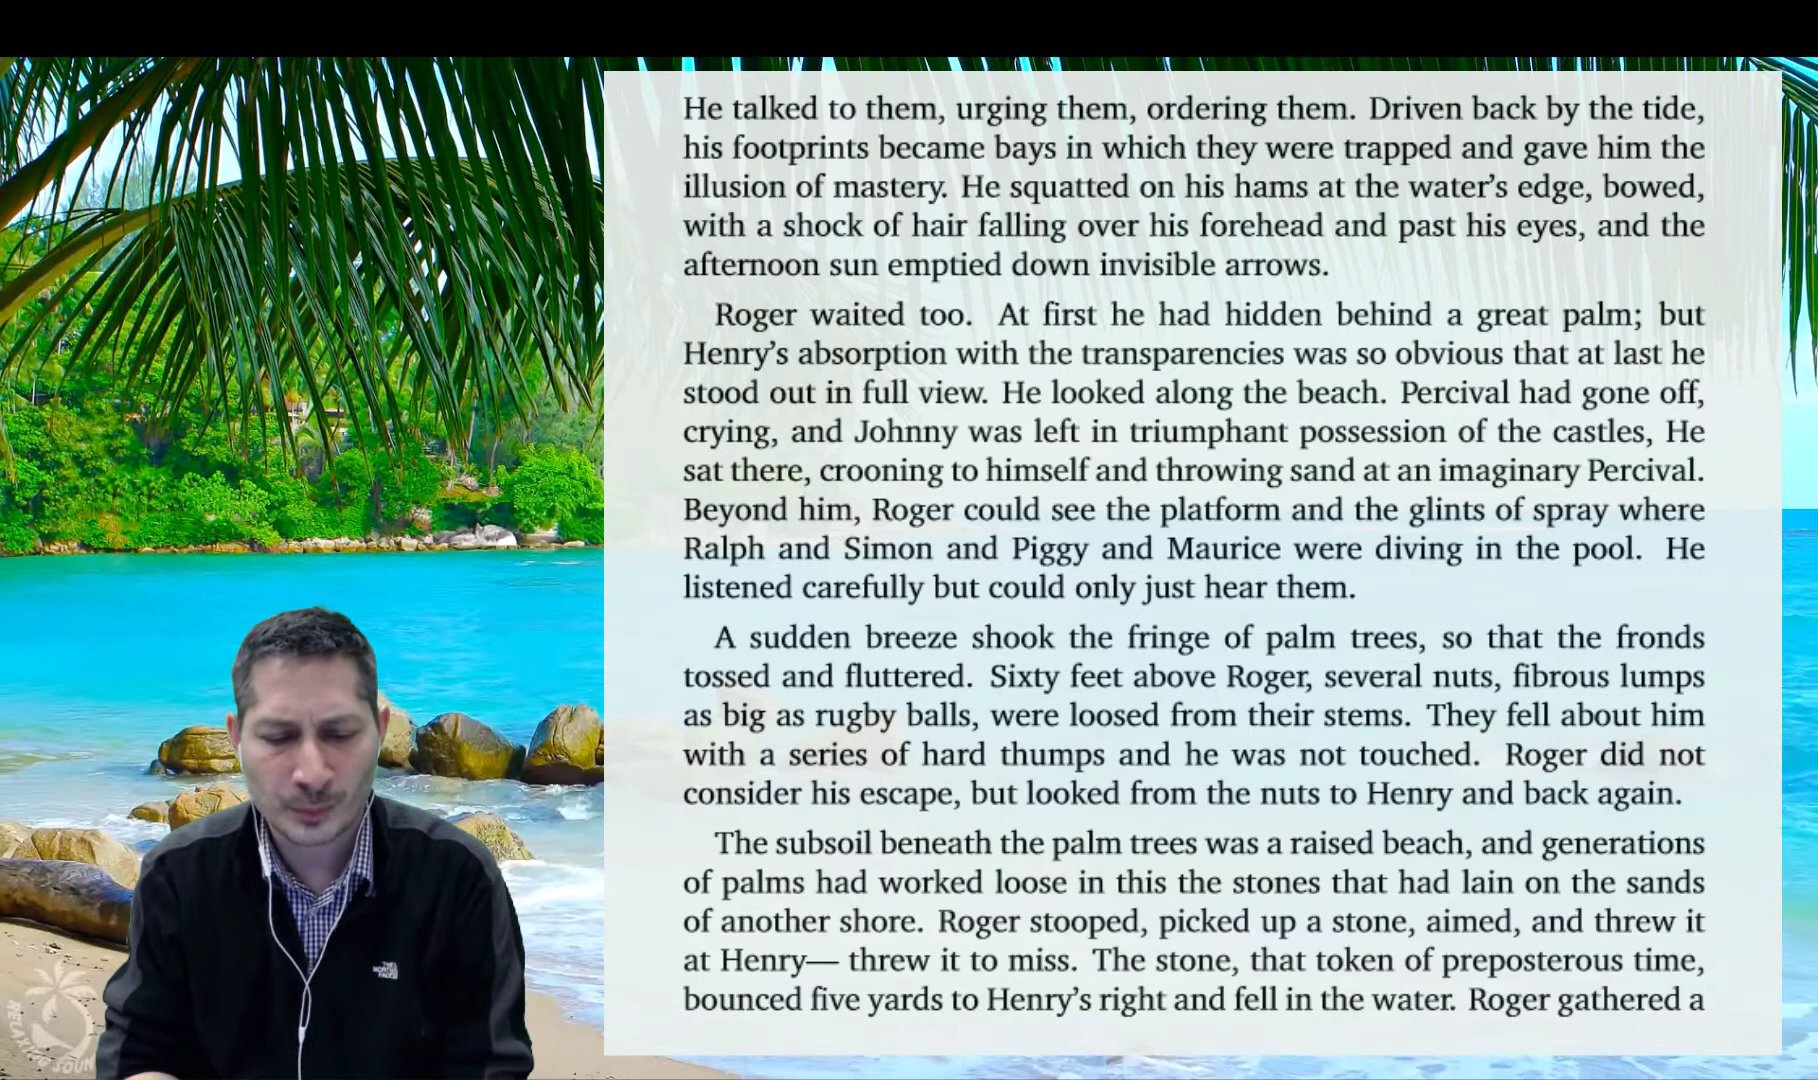 He talked to them, urging them, ordering them. Driven back by the tide,
his footprints became bays in which they were trapped and gave him the
illusion of mastery. He squatted on his hams at the water’s edge, bowed,
with a shock of hair falling over his forehead and past his eyes, and the
afternoon sun emptied down invisible arrows.
Roger waited too. At first he had hidden behind a great palm; but
Henry’s absorption with the transparencies was so obvious that at last he
stood out in full view. He looked along the beach. Percival had gone off,
crying, and Johnny was left in triumphant possession of the castles, He
sat there, crooning to himself and throwing sand at an imaginary Percival.
Beyond him, Roger could see the platform and the glints of spray where
Ralph and Simon and Piggy and Maurice were diving in the pool. He
listened carefully but could only just hear them.
A sudden breeze shook the fringe of palm trees, so that the fronds
tossed and fluttered. Sixty feet above Roger, several nuts, fibrous lumps
as big as rugby balls, were loosed from their stems. They fell about him
with a series of hard thumps and he was not touched. Roger did not
consider his escape, but looked from the nuts to Henry and back again.
The subsoil beneath the palm trees was a raised beach, and generations
of palms had worked loose in this the stones that had lain on the sands
of another shore. Roger stooped, picked up a stone, aimed, and threw it
at Henry— threw it to miss. The stone, that token of preposterous time,
bounced five yards to Henry’s right and fell in the water. Roger gathered a
THE
NORTH
FACE